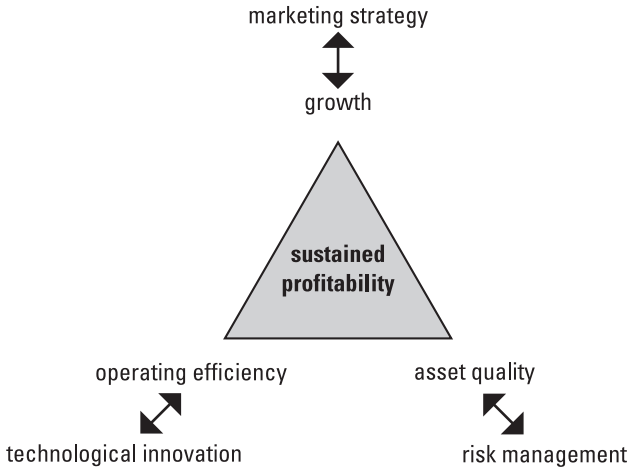 marketing strategy
growth
sustained
profitability
operating efficiency
asset quality
technological innovation
risk management